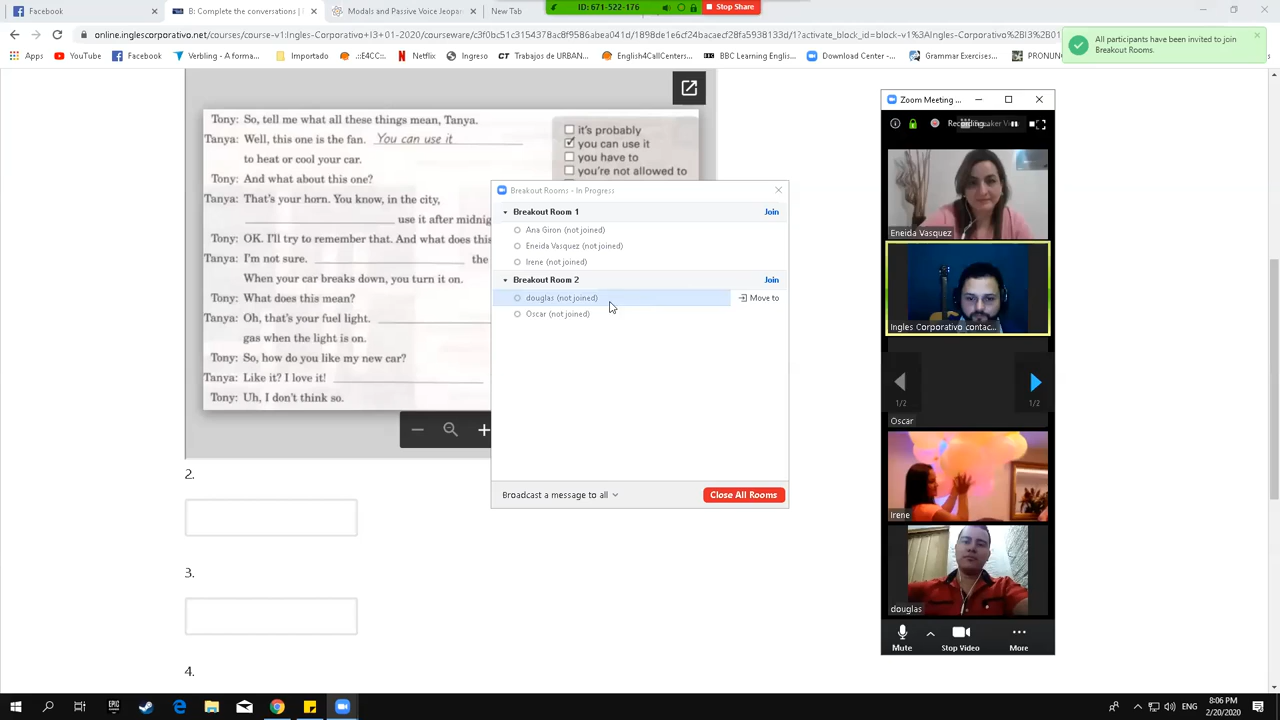 Facebook
B: Complete the conversations |
Modals and Passive Voice Jeopa
New Tab
ID: 671-522-176
Stop Share
online.inglescorporativo.net/courses/course-v1:Ingles-Corporativo+I3+01-2020/courseware/
Apps
YouTube
Facebook
Verbling - A forma...
Importado
E=SFC
Netflix
Ingreso
CT Trabajos de URBAN...
English4CallCenters...
BBC Learning Englis...
Download Center -...
Grammar Exercises...
PRONUN
All participants have been invited to join
Breakout Rooms.
Tony: So, tell me what all these things mean, Tanya.
Tanya: Well, this one is the fan. You can use it
to heat or cool your car.
Tony: And what about this one?
Tanya: That's your horn. You know, in the city,
use it after midnig
Tony: OK. I'll try to remember that. And what does this
Tanya: I'm not sure. the
When your car breaks down, you turn it on.
Tony: What does this mean?
Tanya: Oh, that's your fuel light.
gas when the light is on.
Tony: So, how do you like my new car?
Tanya: Like it? I love it!
Tony: Uh, I don't think so.
it's probably
you can use it
you have to
you're not allowed to
2.
3.
4.
Breakout Rooms - In Progress
Breakout Room 1
Join
Ana Giron (not joined)
Eneida Vasquez (not joined)
Irene (not joined)
Breakout Room 2
Join
douglas (not joined)
Move to
Oscar (not joined)
Broadcast a message to all
Close All Rooms
Zoom Meeting ...
Recording...
Eneida Vasquez
Ingles Corporativo contac...
1/2
1/2
Oscar
Irene
douglas
Mute
Stop Video
More
ENG
8:06 PM
2/20/2020